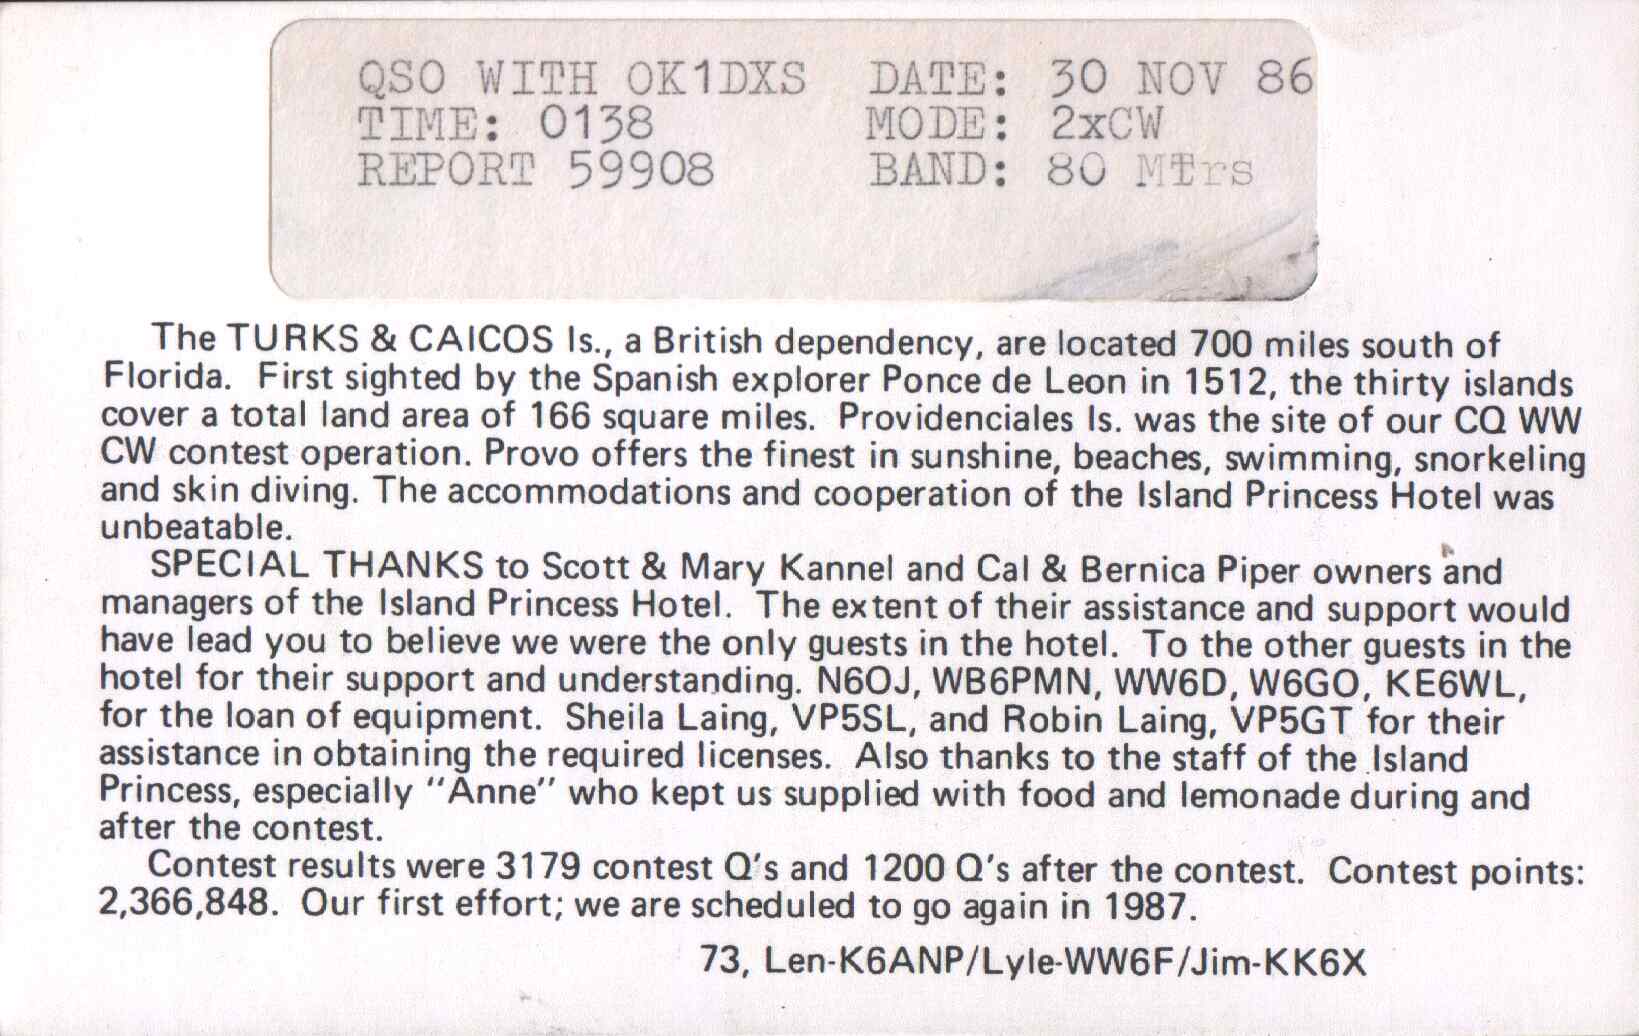 QSO WITH OK1DXS DATE: 30 NOV 86
TIME: 0138 MODE: 2xCW
REPORT 59908 BAND: 80 Mtrs
The TURKS & CAICOS Is., a British dependency, are located 700 miles south of
Florida. First sighted by the Spanish explorer Ponce de Leon in 1512, the thirty islands
cover a total land area of 166 square miles. Providenciales Is. was the site of our CQ WW
CW contest operation. Provo offers the finest in sunshine, beaches, swimming, snorkeling
and skin diving. The accommodations and cooperation of the Island Princess Hotel was
unbeatable.
SPECIAL THANKS to Scott & Mary Kannel and Cal & Bernica Piper owners and
managers of the Island Princess Hotel. The extent of their assistance and support would
have lead you to believe we were the only guests in the hotel. To the other guests in the
hotel for their support and understanding. N6OJ, WB6PMN, WW6D, W6GO, KE6WL,
for the loan of equipment. Sheila Laing, VP5SL, and Robin Laing, VP5GT for their
assistance in obtaining the required licenses. Also thanks to the staff of the Island
Princess, especially "Anne" who kept us supplied with food and lemonade during and
after the contest.
Contest results were 3179 contest Q's and 1200 Q's after the contest. Contest points:
2,366,848. Our first effort; we are scheduled to go again in 1987.
73, Len-K6ANP/Lyle-WW6F/Jim-KK6X